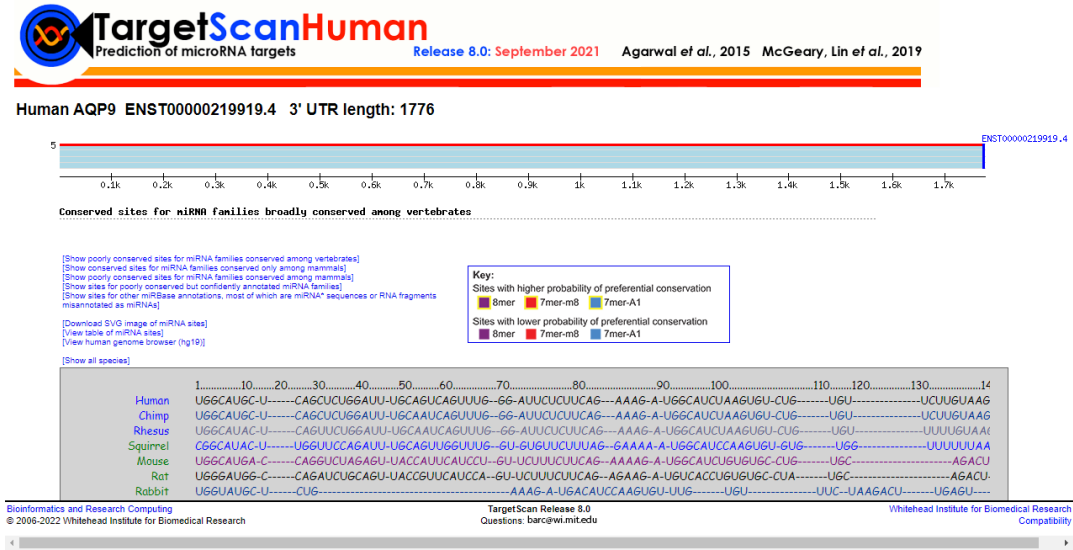 TargetScanHuman
Prediction of microRNA targets
Release 8.0: September 2021 Agarwal et al., 2015 McGeary, Lin et al., 2019
Human AQP9 ENST00000219919.4 3' UTR length: 1776
ENST00000219919.4
5
0.1k 0.2k 0.3k 0.4k 0.5k 0.6k 0.7k 0.8k 0.9k 1k 1.1k 1.2k 1.3k 1.4k 1.5k 1.6k 1.7k
Conserved sites for miRNA families broadly conserved among vertebrates
[Show poorly conserved sites for miRNA families conserved among vertebrates]
[Show conserved sites for miRNA families conserved only among mammals]
[Show poorly conserved sites for miRNA families conserved among mammals]
[Show sites for poorly conserved but confidently annotated miRNA families]
[Show sites for other miRBase annotations, most of which are miRNA* sequences or RNA fragments
misannotated as miRNAs]
[Download SVG image of miRNA sites]
[View table of miRNA sites]
[View human genome browser (hg19)]
[Show all species]
Key:
Sites with higher probability of preferential conservation
8mer 7mer-m8 7mer-A1
Sites with lower probability of preferential conservation
8mer 7mer-m8 7mer-A1
1.............10........20........30.........40........50........60...........70..............80...............90..........100....................110......120............130.............14
Human UGGCAUGC-U------CAGCUCUGGAUU-UGCAGUCAGUUUG--GG-AUUCUCUUCAG---AAAG-A-UGGCAUCUAAGUGU-CUG------UGU-------------UCUUGUAAG
Chimp UGGCAUGC-U------CAGCUCUGGAUU-UGCAAUCAGUUUG--GG-AUUCUCUUCAG---AAAG-A-UGGCAUCUAAGUGU-CUG------UGU-------------UCUUGUAAG
Rhesus UGGCAUAC-U------CAGUUCUGGAUU-UGCAAUCAGUUUG--GG-AUUCUCUUCAG---AAAG-A-UGGCAUCUAAGUGU-CUG------UGU-------------UUUUGUAAG
Squirrel CGGCAUAC-U------UGGUUCCAGAUU-UGCAGUUGGUUUG--GU-GUGUUCUUUAG--GAAAA-A-UGGCAUCCAAGUGU-GUG------UGG-------------UUUUUUAA
Mouse UGGCAUGA-C------CAGGUCUAGAGU-UACCAUUCAUCCU--GU-UCUUUCUUCAG--AAAAG-A-UGGCAUCUGUGUGC-CUG------UGC-------------------AGACU
Rat UGGGAUGG-C------CAGAUCUGCAGU-UACCGUUCAUCCA--GU-UCUUUCUUCAG--AGAAG-A-UGUCACCUGUGUGC-CUA------UGC-------------------AGACU-
Rabbit UGGUAUGC-U------CUG-----------------------------------AAAG-A-UGACAUCCAAGUGU-UUG------UGU------UUC--UAAGACU------UGAGU--
Bioinformatics and Research Computing
© 2006-2022 Whitehead Institute for Biomedical Research
TargetScan Release 8.0
Questions: barc@wi.mit.edu
Whitehead Institute for Biomedical Research
Compatibility